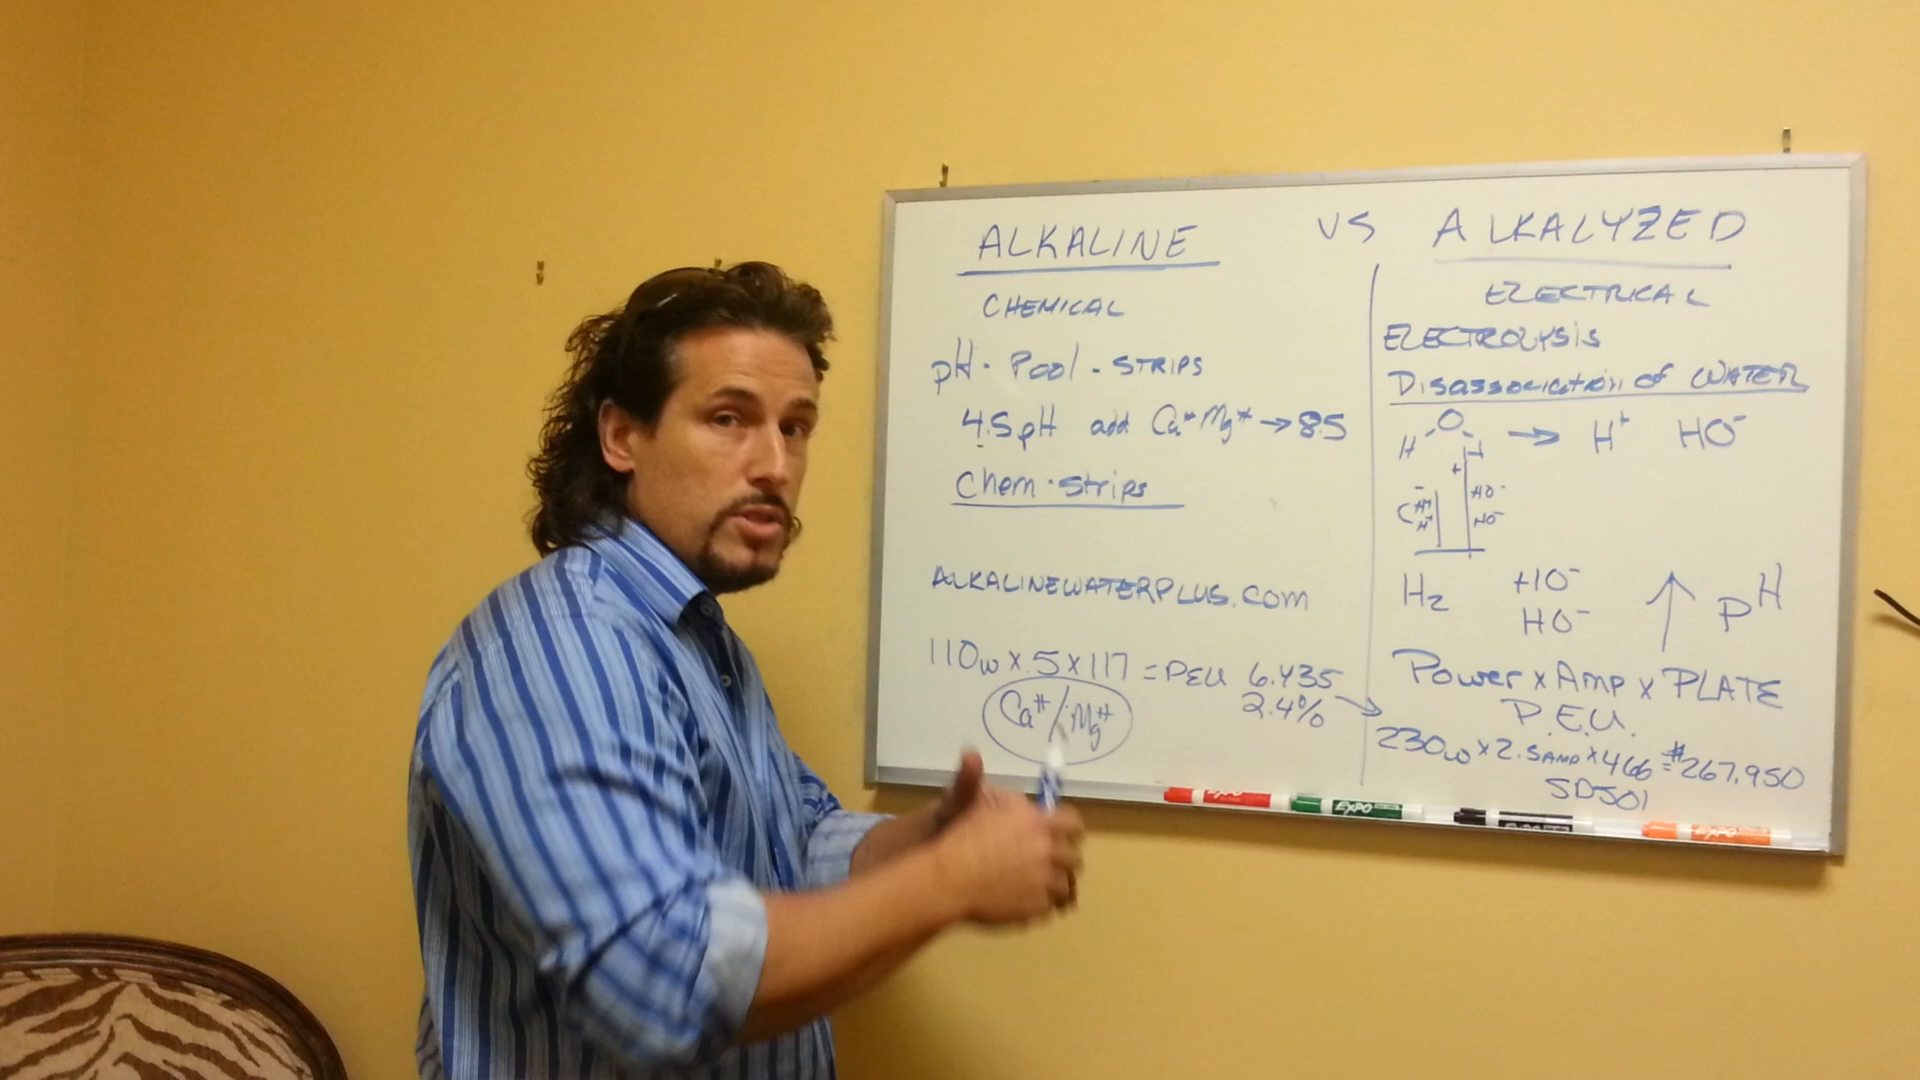 ALKALINE VS ALKALYZED
CHEMICAL
pH. Pool. STRIPS
4.5 pH add Ca++ Mg++ → 8.5
Chem. Strips
ALKALINEWATERPLUS.COM
110w x .5 x 117 = PEU 6.435
2.4%
Ca++/Mg++
ELECTRICAL
ELECTROLYSIS
Disassociation of WATER
H O H → H+ HO-
+
- HO-
C H+ HO-
H+
H2 HO- ↑ pH
HO-
Power x Amp x PLATE
P.E.U.
230w x 2.5AMP x 466 = #267,950
SD501
EXPO
EXPO
EXPO